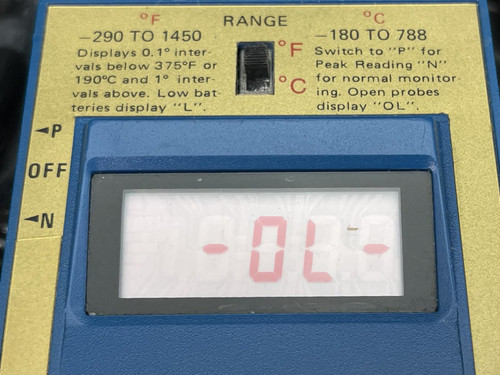 °F RANGE °C
-290 TO 1450
Displays 0.1° inter-
vals below 375°F or
190°C and 1° inter-
vals above. Low bat-
teries display "L".
°F
°C
-180 TO 788
Switch to "P" for
Peak Reading "N"
for normal monitor-
ing. Open probes
display "OL".
◄P
OFF
◄N
-OL-